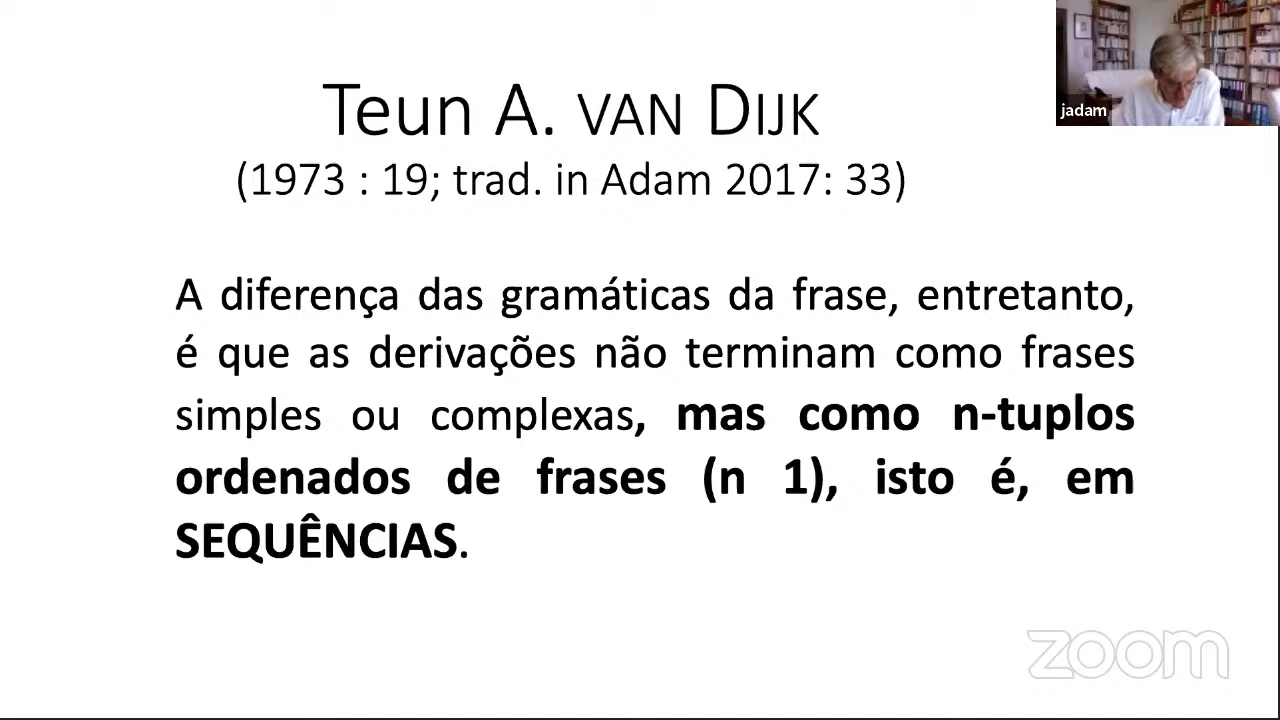 Teun A. VAN DIJK
(1973 : 19; trad. in Adam 2017: 33)
jadam
A diferença das gramáticas da frase, entretanto,
é que as derivações não terminam como frases
simples ou complexas, mas como n-tuplos
ordenados de frases (n 1), isto é, em
SEQUÊNCIAS.
zoom